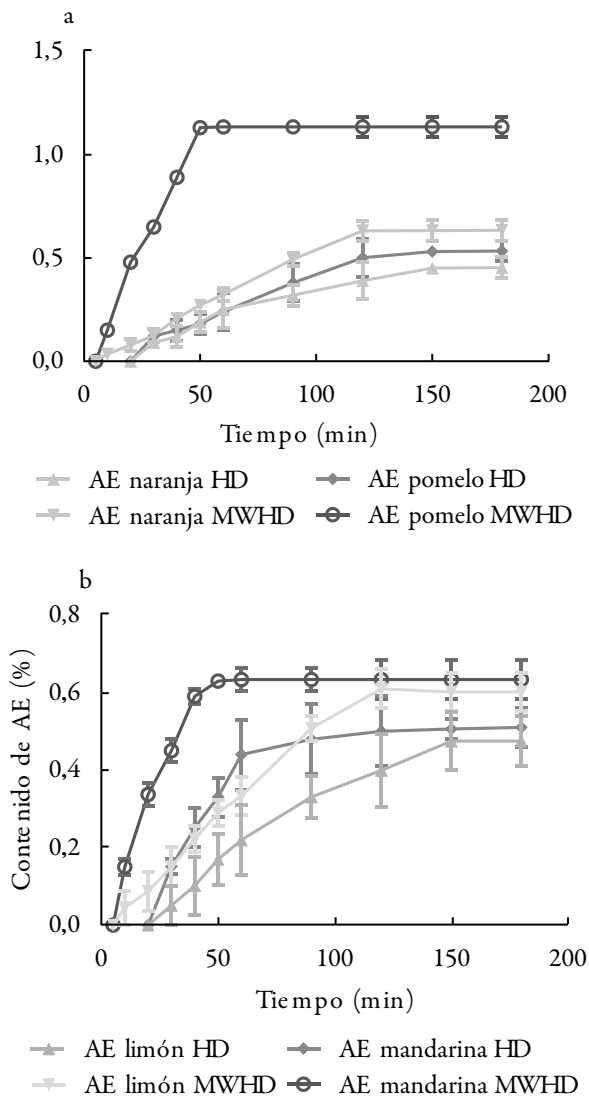 a
1,5
1,0
0,5
0,0
0 50 100 150 200
Tiempo (min)
AE naranja HD AE pomelo HD
AE naranja MWHD AE pomelo MWHD
b
0,8
0,6
0,4
0,2
0,0
Contenido de AE (%)
0 50 100 150 200
Tiempo (min)
AE limón HD AE mandarina HD
AE limón MWHD AE mandarina MWHD